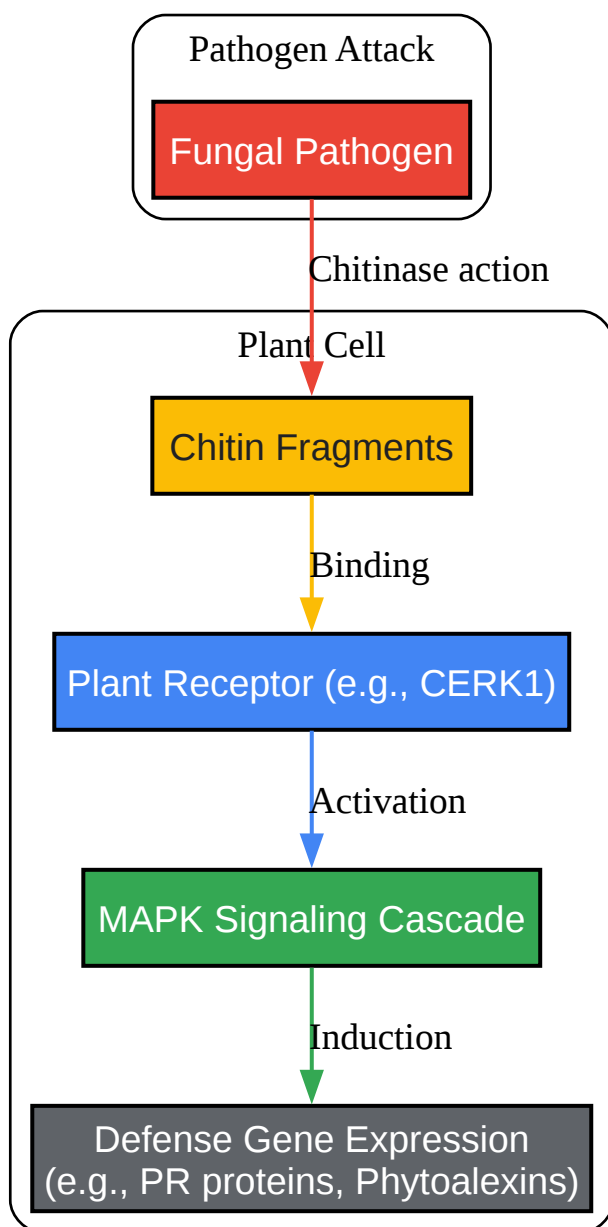 Pathogen Attack
Fungal Pathogen
Chitinase action
Plant Cell
Chitin Fragments
Binding
Plant Receptor (e.g., CERK1)
Activation
MAPK Signaling Cascade
Induction
Defense Gene Expression
(e.g., PR proteins, Phytoalexins)